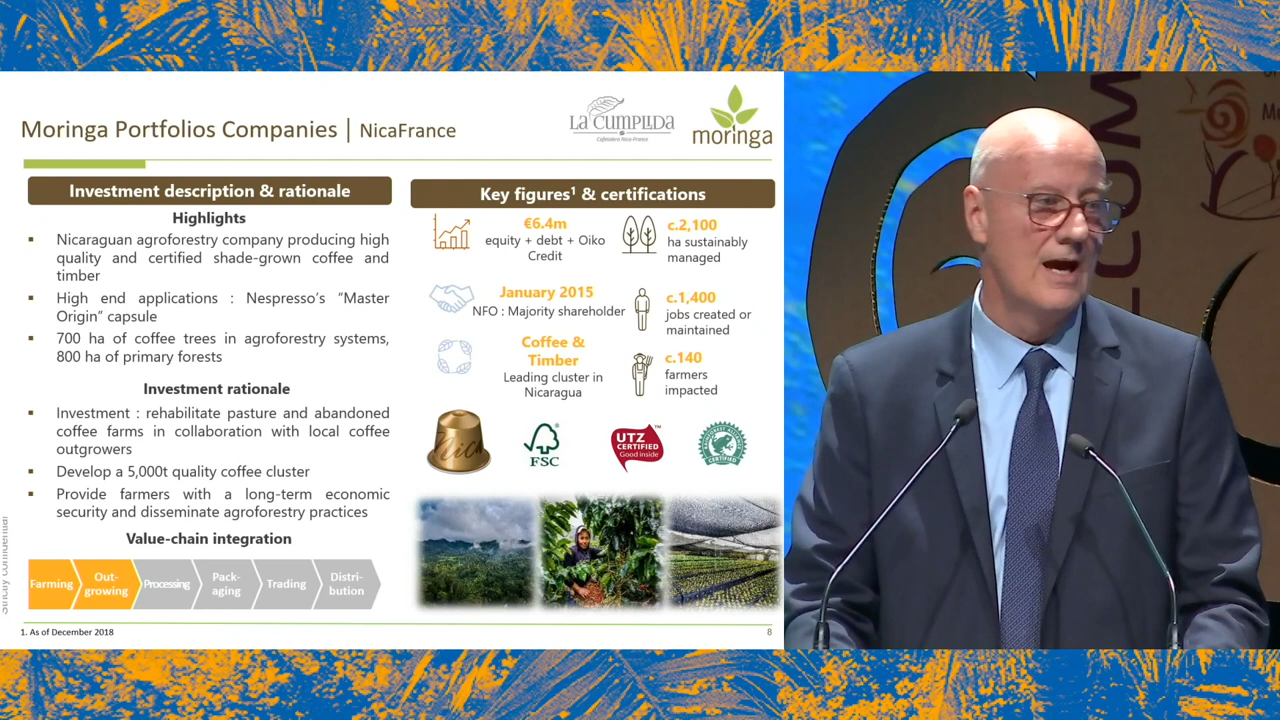 Moringa Portfolios Companies | NicaFrance
LA CUMPLIDA
Cafetalera Nica-France
moringa
Investment description & rationale
Highlights
▪ Nicaraguan agroforestry company producing high
quality and certified shade-grown coffee and
timber
▪ High end applications : Nespresso's "Master
Origin" capsule
▪ 700 ha of coffee trees in agroforestry systems,
800 ha of primary forests
Investment rationale
▪ Investment : rehabilitate pasture and abandoned
coffee farms in collaboration with local coffee
outgrowers
▪ Develop a 5,000t quality coffee cluster
▪ Provide farmers with a long-term economic
security and disseminate agroforestry practices
Value-chain integration
Farming
Out-
growing
Processing
Pack-
aging
Trading
Distri-
bution
Strictly confidential
1. As of December 2018
Key figures¹ & certifications
€6.4m
equity + debt + Oiko
Credit
c.2,100
ha sustainably
managed
January 2015
NFO : Majority shareholder
c.1,400
jobs created or
maintained
Coffee &
Timber
Leading cluster in
Nicaragua
c.140
farmers
impacted
Nica
FSC
UTZ
CERTIFIED
Good inside
TM
CERTIFIED
8
COM